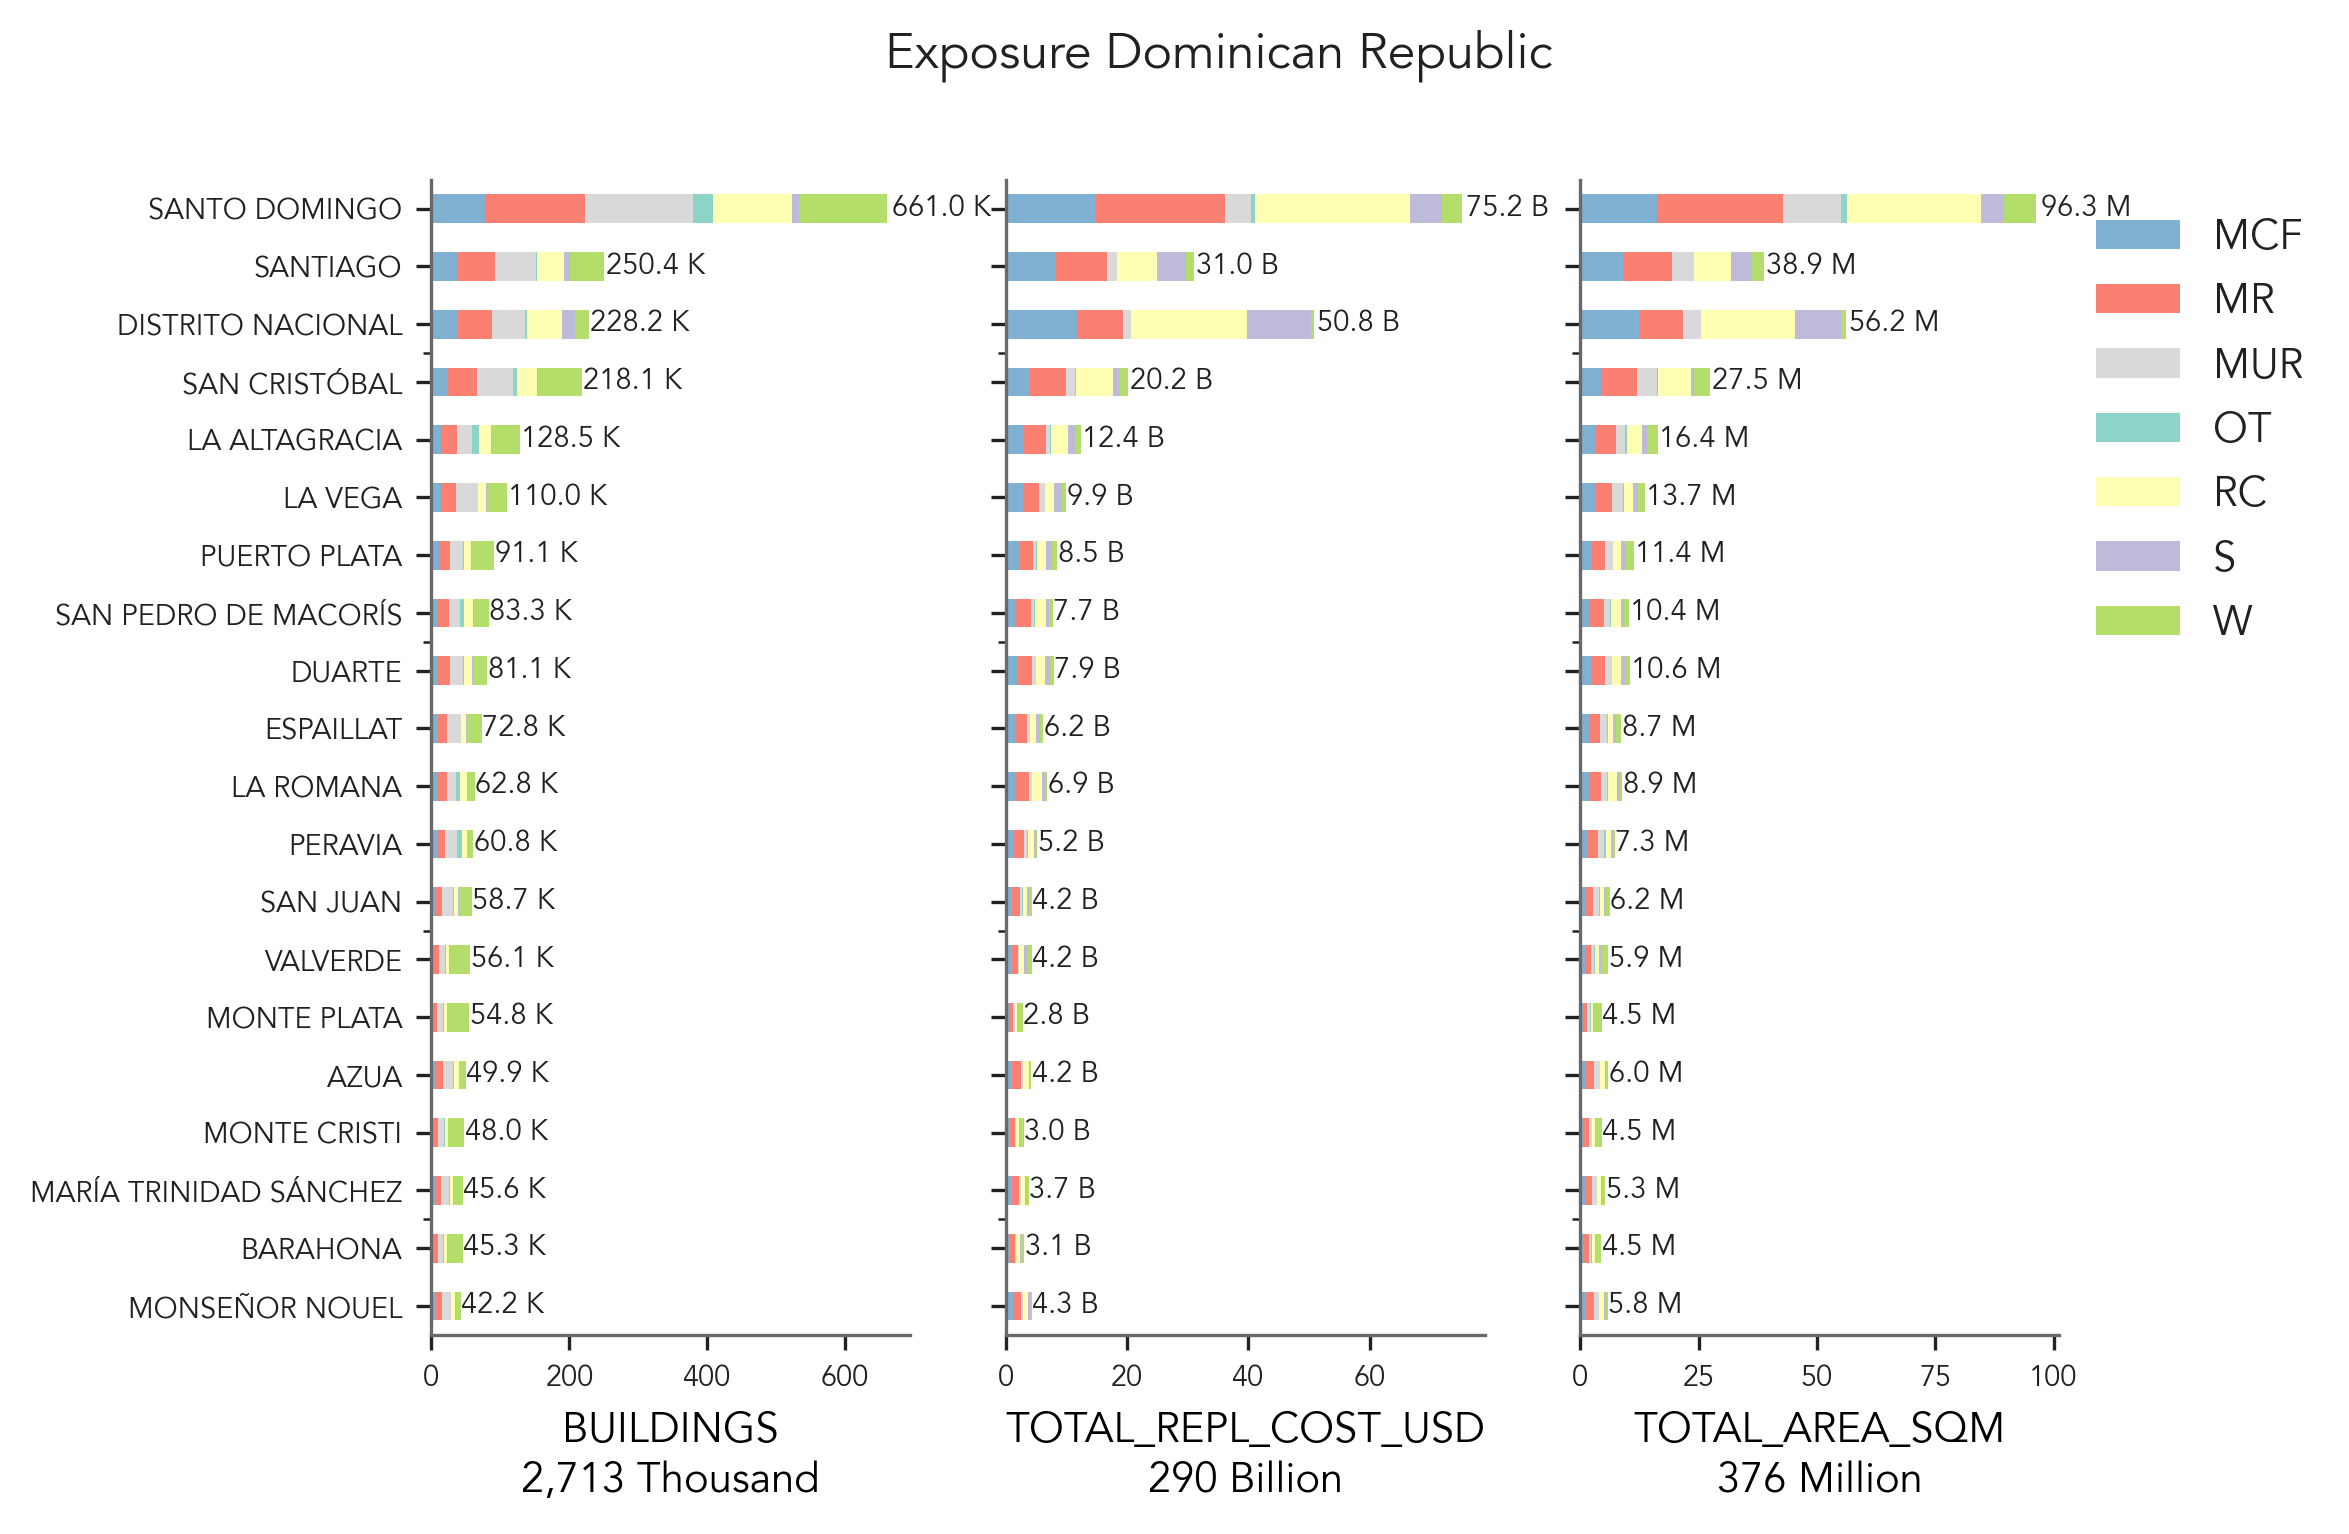 Exposure Dominican Republic
SANTO DOMINGO 661.0 K 75.2 B 96.3 M
SANTIAGO 250.4 K 31.0 B 38.9 M
DISTRITO NACIONAL 228.2 K 50.8 B 56.2 M
SAN CRISTÓBAL 218.1 K 20.2 B 27.5 M
LA ALTAGRACIA 128.5 K 12.4 B 16.4 M
LA VEGA 110.0 K 9.9 B 13.7 M
PUERTO PLATA 91.1 K 8.5 B 11.4 M
SAN PEDRO DE MACORÍS 83.3 K 7.7 B 10.4 M
DUARTE 81.1 K 7.9 B 10.6 M
ESPAILLAT 72.8 K 6.2 B 8.7 M
LA ROMANA 62.8 K 6.9 B 8.9 M
PERAVIA 60.8 K 5.2 B 7.3 M
SAN JUAN 58.7 K 4.2 B 6.2 M
VALVERDE 56.1 K 4.2 B 5.9 M
MONTE PLATA 54.8 K 2.8 B 4.5 M
AZUA 49.9 K 4.2 B 6.0 M
MONTE CRISTI 48.0 K 3.0 B 4.5 M
MARÍA TRINIDAD SÁNCHEZ 45.6 K 3.7 B 5.3 M
BARAHONA 45.3 K 3.1 B 4.5 M
MONSEÑOR NOUEL 42.2 K 4.3 B 5.8 M
0 200 400 600
BUILDINGS
2,713 Thousand
0 20 40 60
TOTAL_REPL_COST_USD
290 Billion
0 25 50 75 100
TOTAL_AREA_SQM
376 Million
MCF
MR
MUR
OT
RC
S
W